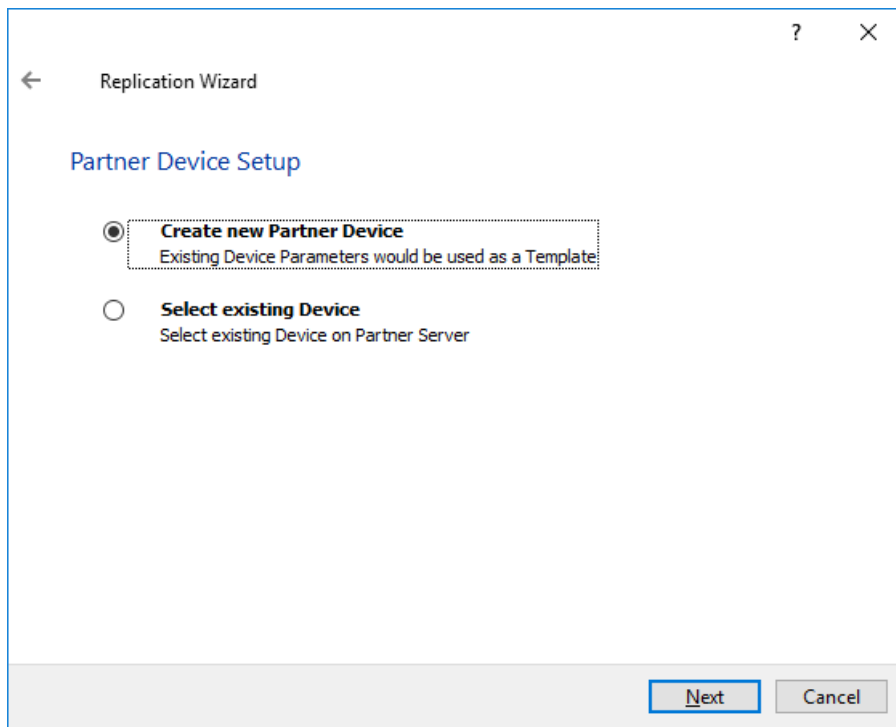 ?
Replication Wizard
Partner Device Setup
Create new Partner Device
Existing Device Parameters would be used as a Template
Select existing Device
Select existing Device on Partner Server
Next
Cancel